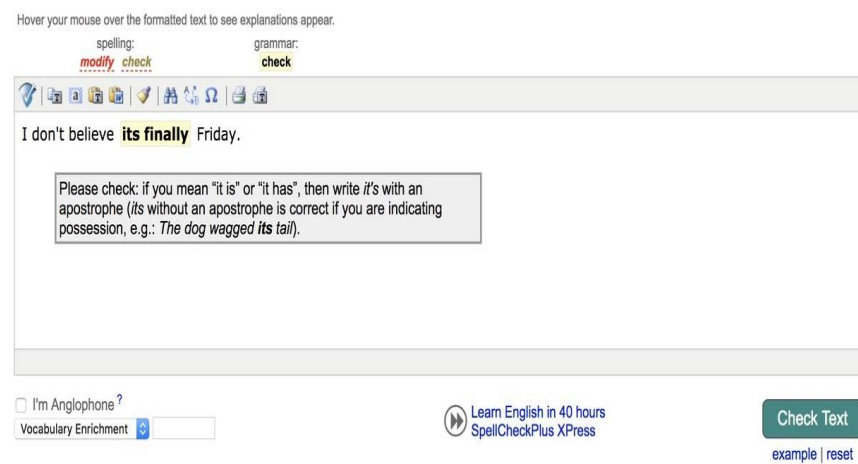 Hover your mouse over the formatted text to see explanations appear.
spelling: grammar:
modify check check
I don't believe its finally Friday.
Please check: if you mean “it is” or “it has”, then write it's with an
apostrophe (its without an apostrophe is correct if you are indicating
possession, e.g.: The dog wagged its tail).
I'm Anglophone ?
Vocabulary Enrichment
Learn English in 40 hours
SpellCheckPlus XPress
Check Text
example | reset